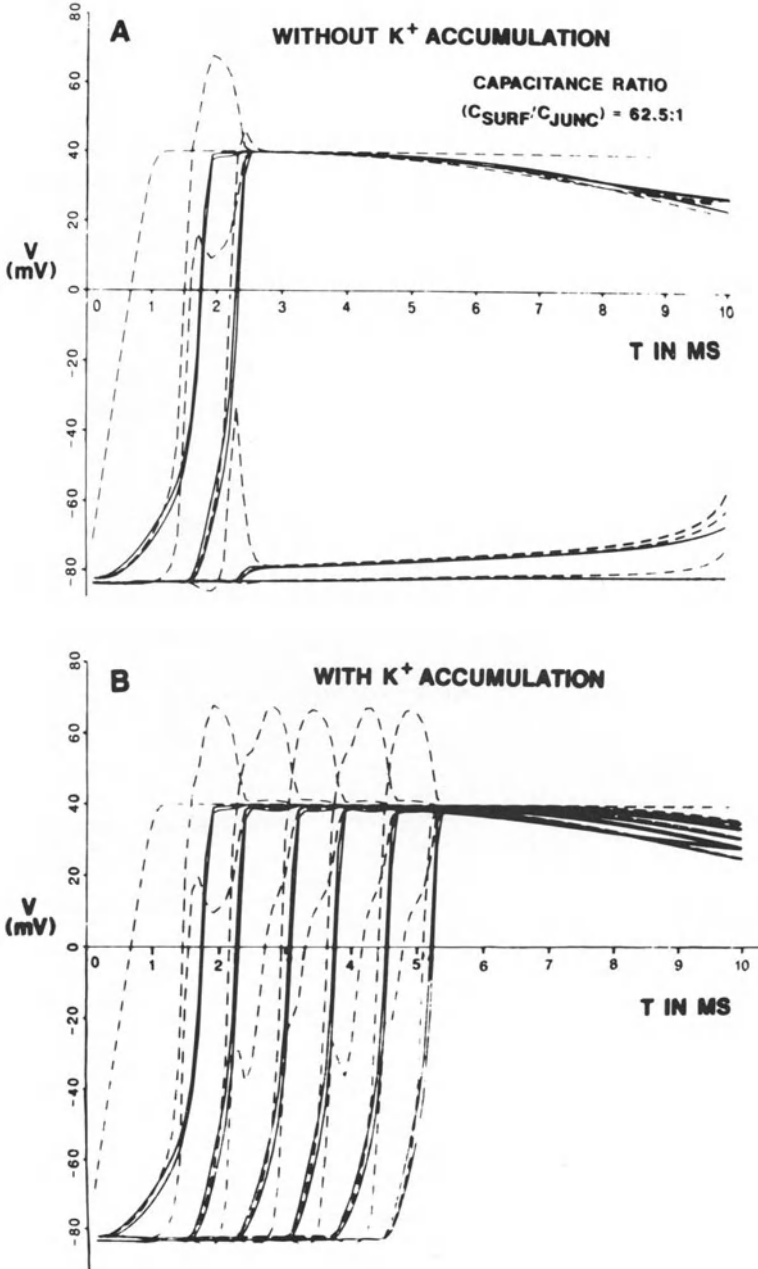 A
WITHOUT K+ ACCUMULATION
CAPACITANCE RATIO
(CSURF/CJUNC) = 62.5:1
80
60
40
20
0
-20
-40
-60
-80
V
(mV)
0 1 2 3 4 5 6 7 8 9 10
T IN MS
B
WITH K+ ACCUMULATION
80
60
40
20
0
-20
-40
-60
-80
V
(mV)
0 1 2 3 4 5 6 7 8 9 10
T IN MS